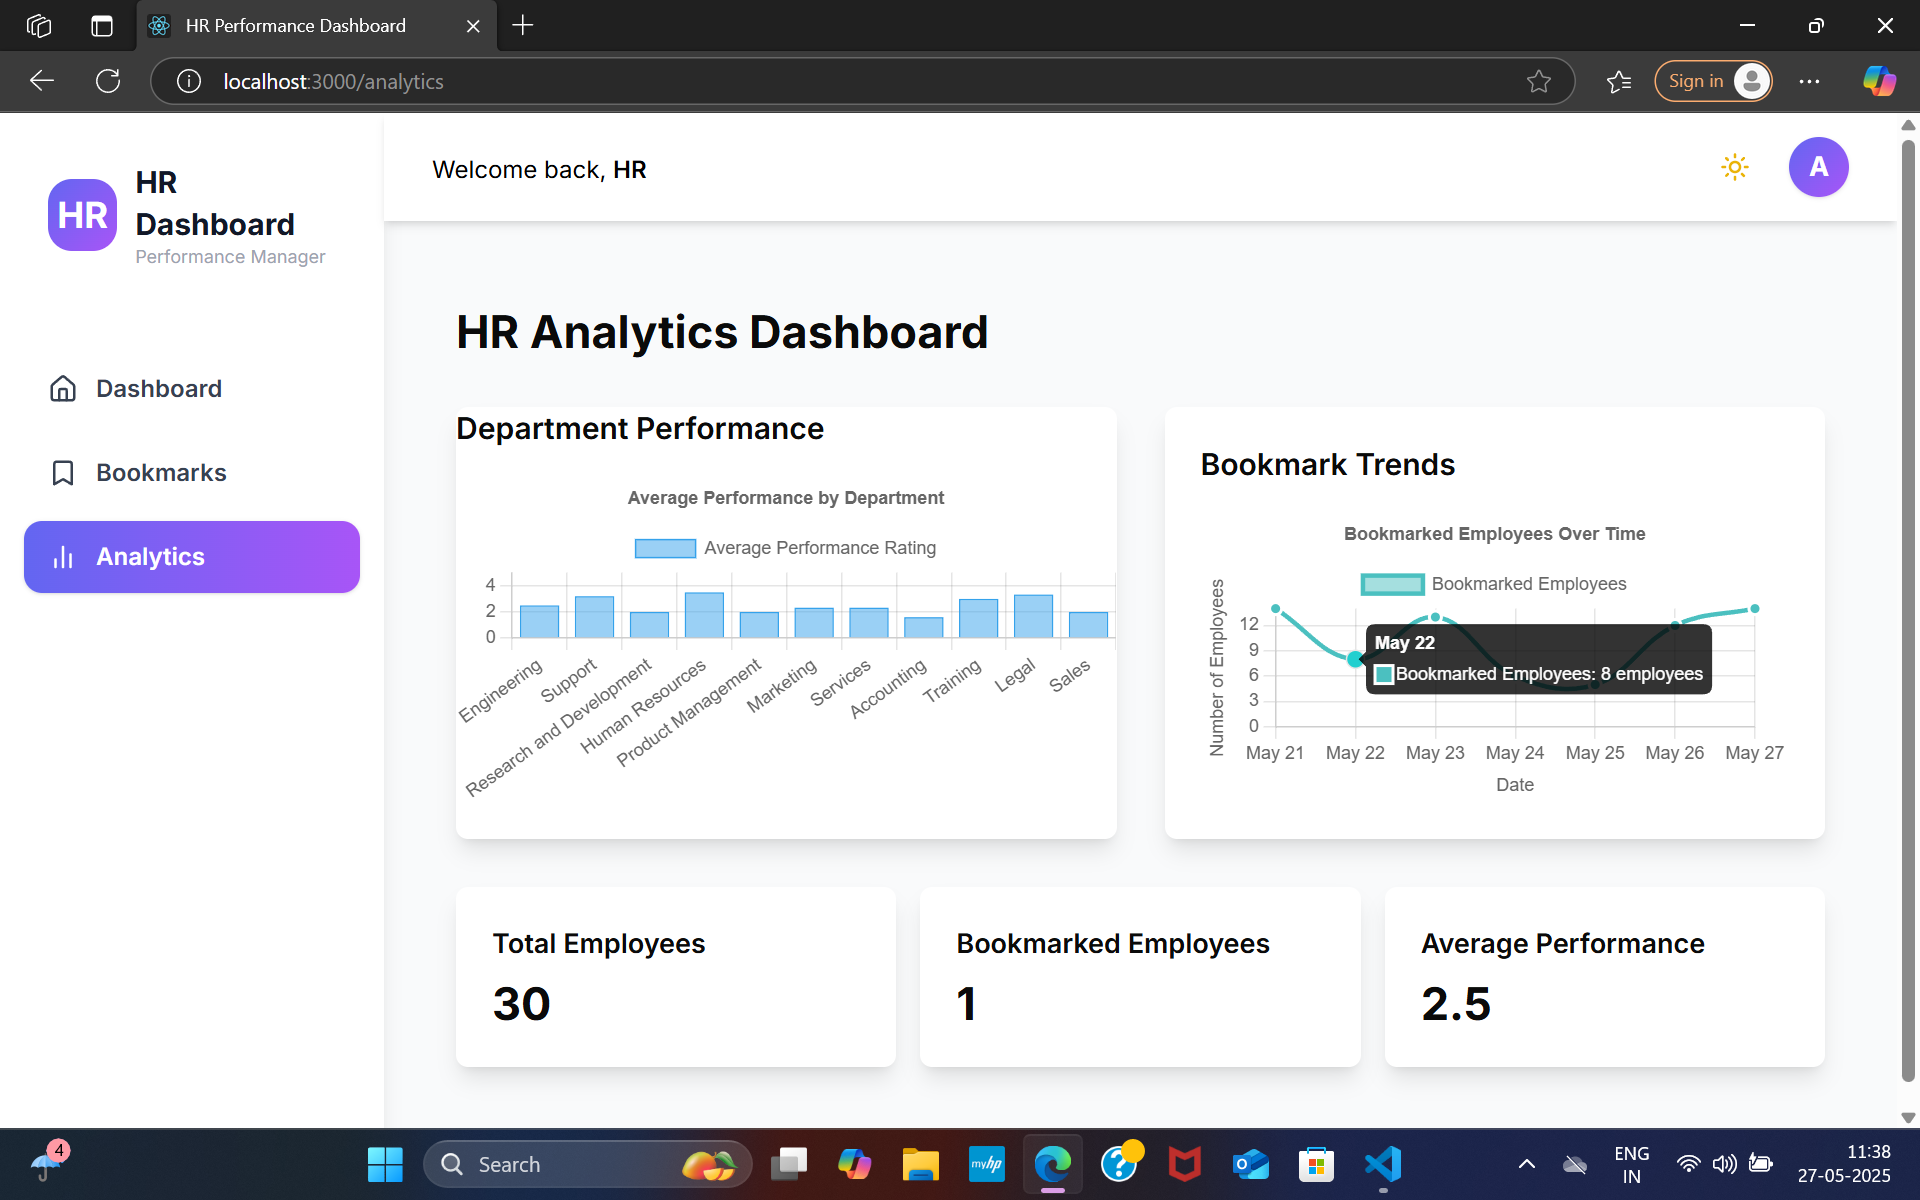 HR Performance Dashboard
localhost:3000/analytics
Sign in
HR
HR
Dashboard
Performance Manager
Dashboard
Bookmarks
Analytics
Welcome back, HR
A
HR Analytics Dashboard
Department Performance
Average Performance by Department
Average Performance Rating
4
2
0
Engineering
Support
Research and Development
Human Resources
Product Management
Marketing
Services
Accounting
Training
Legal
Sales
Bookmark Trends
Bookmarked Employees Over Time
Bookmarked Employees
Number of Employees
12
9
6
3
0
May 22
Bookmarked Employees: 8 employees
May 21
May 22
May 23
May 24
May 25
May 26
May 27
Date
Total Employees
30
Bookmarked Employees
1
Average Performance
2.5
4
Search
myhp
ENG
IN
11:38
27-05-2025